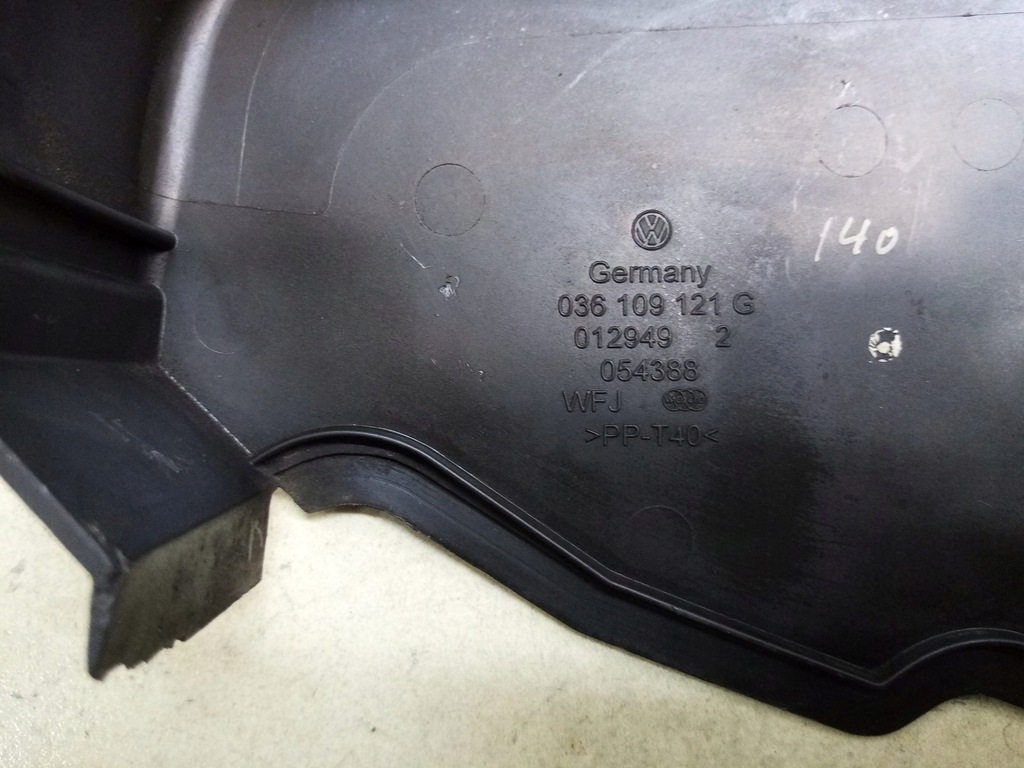 Germany
036 109 121 G
012949 2
054388
WFJ
>PP-T40<
140